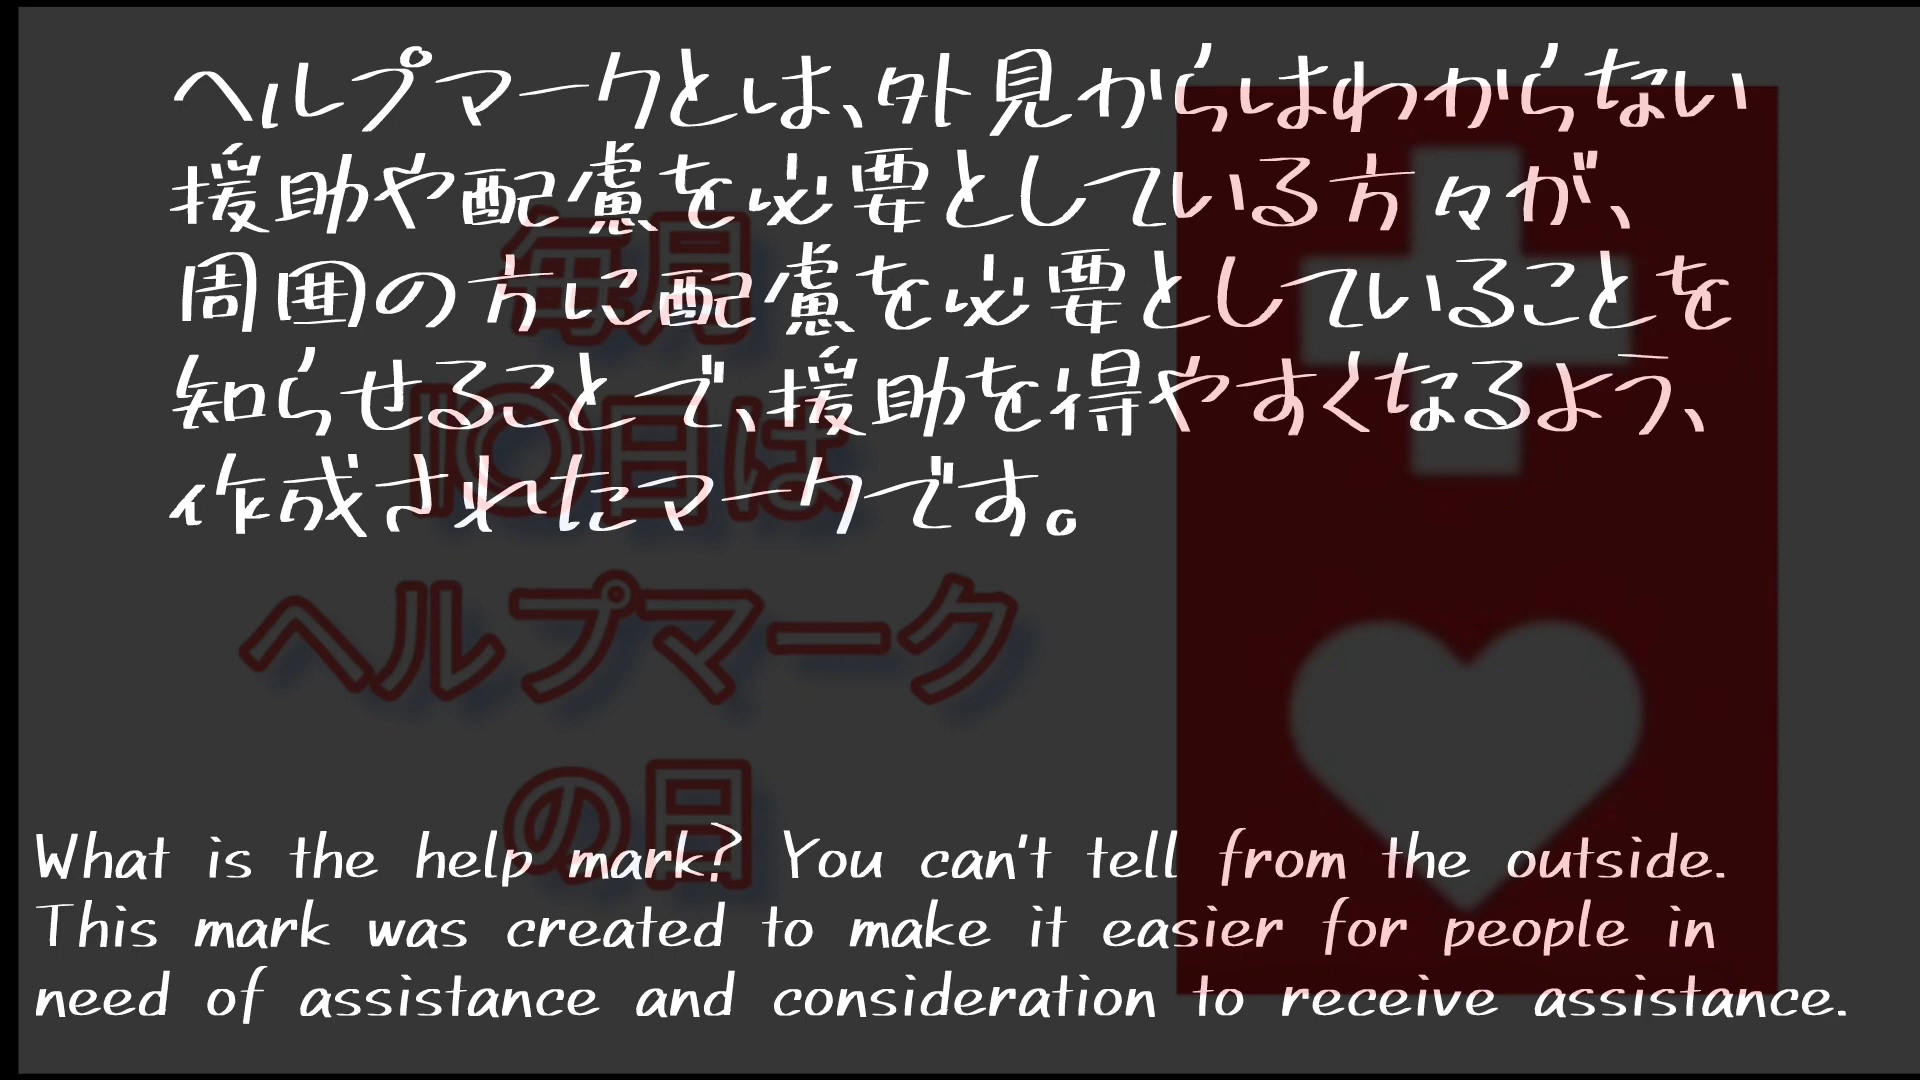 ヘルプマークとは、外見からはわからない
援助や配慮を必要としている方々が、
周囲の方に配慮を必要としていることを
知らせることで、援助を得やすくなるよう、
作成されたマークです。
毎月
10日は
ヘルプマーク
の日
What is the help mark? You can't tell from the outside.
This mark was created to make it easier for people in
need of assistance and consideration to receive assistance.